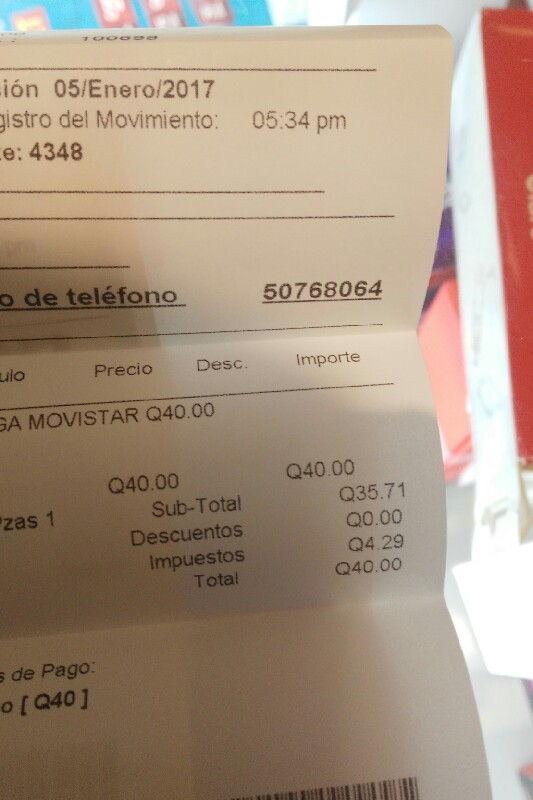 100699
sión 05/Enero/2017
gistro del Movimiento: 05:34 pm
te: 4348
o de teléfono 50768064
ulo Precio Desc. Importe
GA MOVISTAR Q40.00
Q40.00 Q40.00
Pzas 1 Sub-Total Q35.71
Descuentos Q0.00
Impuestos Q4.29
Total Q40.00
s de Pago:
o [ Q40 ]